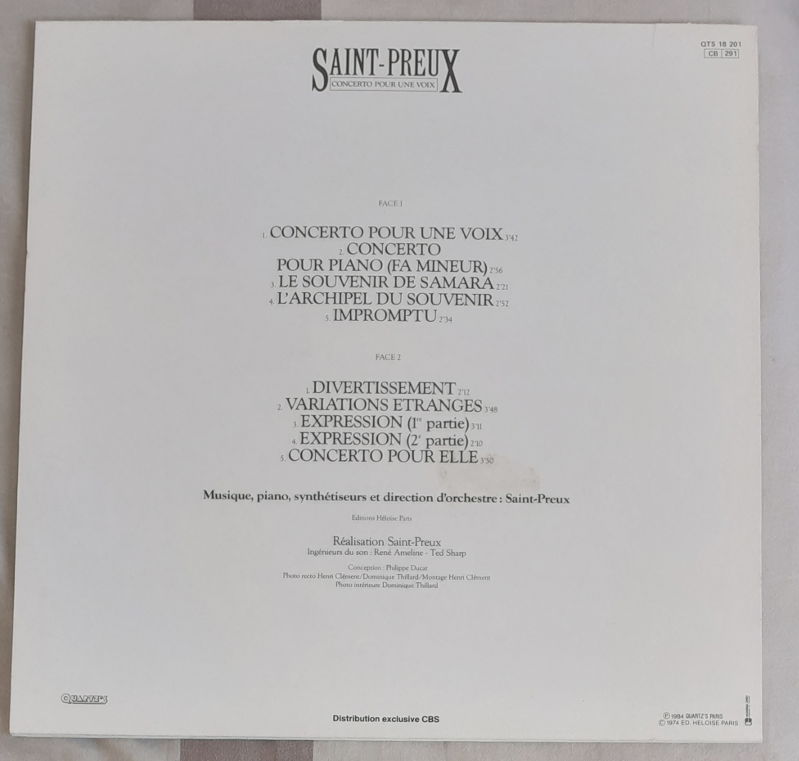 QTS 18 201
CB 291
SAINT-PREUX
CONCERTO POUR UNE VOIX
FACE 1
1. CONCERTO POUR UNE VOIX 3'42
2. CONCERTO
POUR PIANO (FA MINEUR) 2'56
3. LE SOUVENIR DE SAMARA 2'21
4. L'ARCHIPEL DU SOUVENIR 2'52
5. IMPROMPTU 2'34
FACE 2
1. DIVERTISSEMENT 2'12
2. VARIATIONS ETRANGES 3'48
3. EXPRESSION (1re partie) 3'11
4. EXPRESSION (2e partie) 2'10
5. CONCERTO POUR ELLE 3'50
Musique, piano, synthétiseurs et direction d'orchestre : Saint-Preux
Editions Héloïse Paris
Réalisation Saint-Preux
Ingénieurs du son : René Ameline - Ted Sharp
Conception : Philippe Ducat
Photo recto Henri Clément/Dominique Thillard/Montage Henri Clément
Photo intérieure Dominique Thillard
QUARTZ'S
Distribution exclusive CBS
Ⓟ 1984 QUARTZ'S PARIS
© 1974 ED. HELOISE PARIS